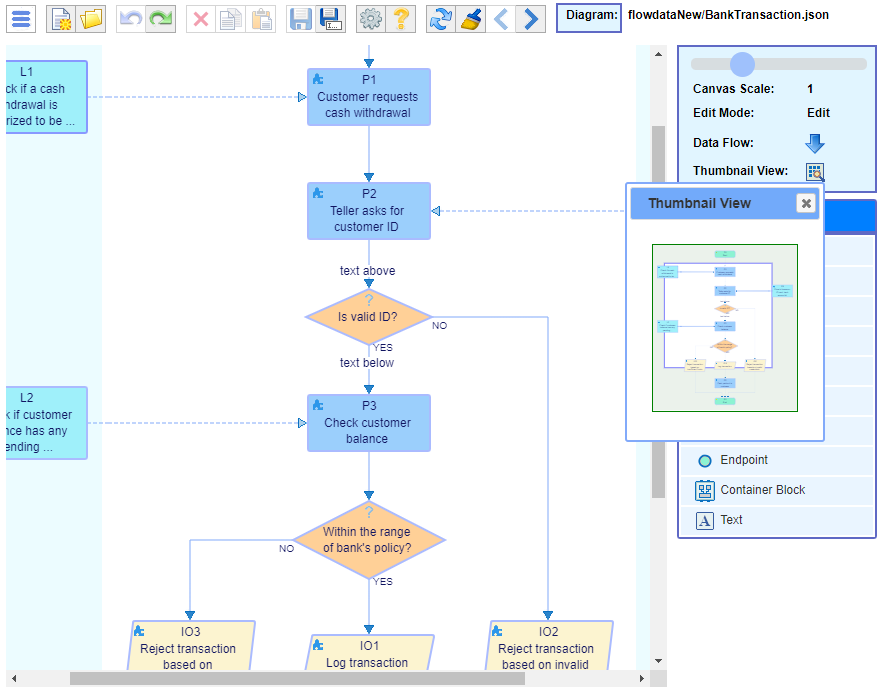 Diagram:
flowdataNew/BankTransaction.json
L1
ck if a cash
hdrawal is
rized to be ...
P1
Customer requests
cash withdrawal
P2
Teller asks for
customer ID
text above
?
Is valid ID?
NO
YES
text below
L2
k if customer
nce has any
ending ...
P3
Check customer
balance
?
Within the range
of bank's policy?
NO
YES
IO3
Reject transaction
based on
IO1
Log transaction
IO2
Reject transaction
based on invalid
Canvas Scale: 1
Edit Mode: Edit
Data Flow:
Thumbnail View:
Thumbnail View
Endpoint
Container Block
A Text